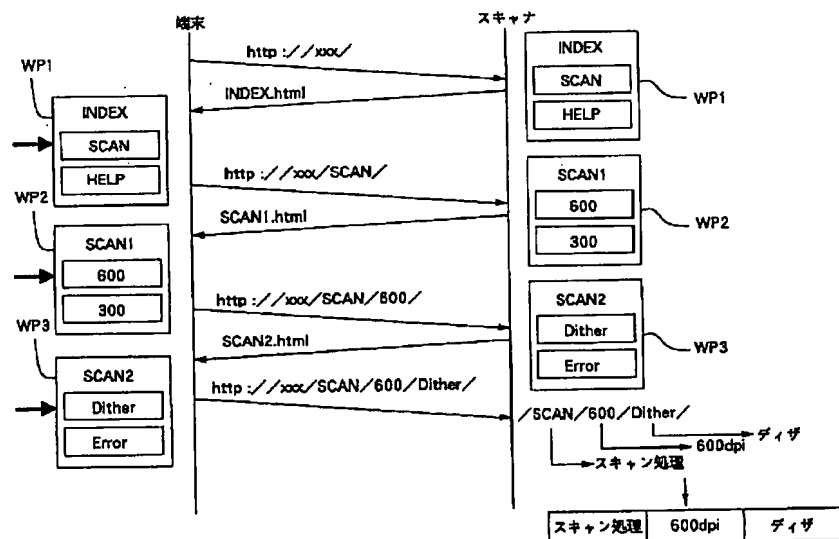 端末
スキャナ
http://xxx/
INDEX
SCAN
HELP
WP1
WP1
INDEX.html
INDEX
SCAN
HELP
http://xxx/SCAN/
SCAN1
600
300
WP2
WP2
SCAN1.html
SCAN1
600
300
http://xxx/SCAN/600/
SCAN2
Dither
Error
WP3
WP3
SCAN2.html
SCAN2
Dither
Error
http://xxx/SCAN/600/Dither/
/SCAN/600/Dither/
ディザ
600dpi
スキャン処理
スキャン処理 600dpi ディザ